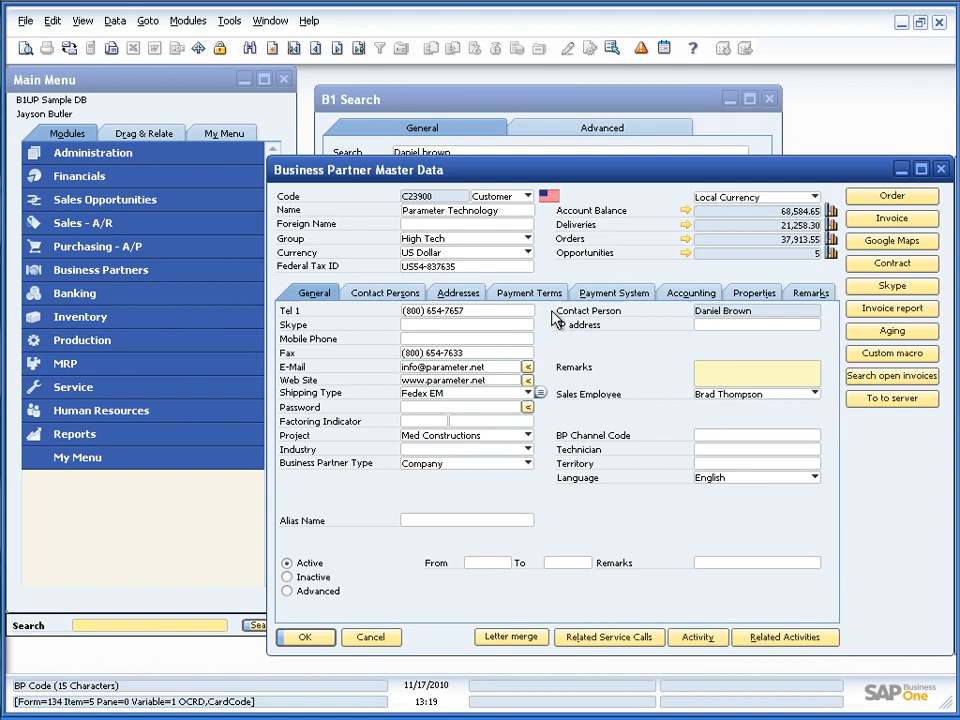 File Edit View Data Goto Modules Tools Window Help
Main Menu
B1UP Sample DB
Jayson Butler
Modules Drag & Relate My Menu
Administration
Financials
Sales Opportunities
Sales - A/R
Purchasing - A/P
Business Partners
Banking
Inventory
Production
MRP
Service
Human Resources
Reports
My Menu
Search
B1 Search
General Advanced
Search Daniel brown
Business Partner Master Data
Code C23900 Customer Local Currency
Name Parameter Technology Account Balance 68,584.65
Foreign Name Deliveries 21,258.30
Group High Tech Orders 37,913.55
Currency US Dollar Opportunities 5
Federal Tax ID US54-837635
General Contact Persons Addresses Payment Terms Payment System Accounting Properties Remarks
Tel 1 (800) 654-7657 Contact Person Daniel Brown
Skype address
Mobile Phone
Fax (800) 654-7633
E-Mail info@parameter.net Remarks
Web Site www.parameter.net
Shipping Type Fedex EM Sales Employee Brad Thompson
Password
Factoring Indicator
Project Med Constructions BP Channel Code
Industry Technician
Business Partner Type Company Territory
Language English
Alias Name
Active From To Remarks
Inactive
Advanced
OK Cancel Letter merge Related Service Calls Activity Related Activities
Order
Invoice
Google Maps
Contract
Skype
Invoice report
Aging
Custom macro
Search open invoices
To to server
BP Code (15 Characters) 11/17/2010
[Form=134 Item=5 Pane=0 Variable=1 OCRD,CardCode] 13:19
SAP Business One